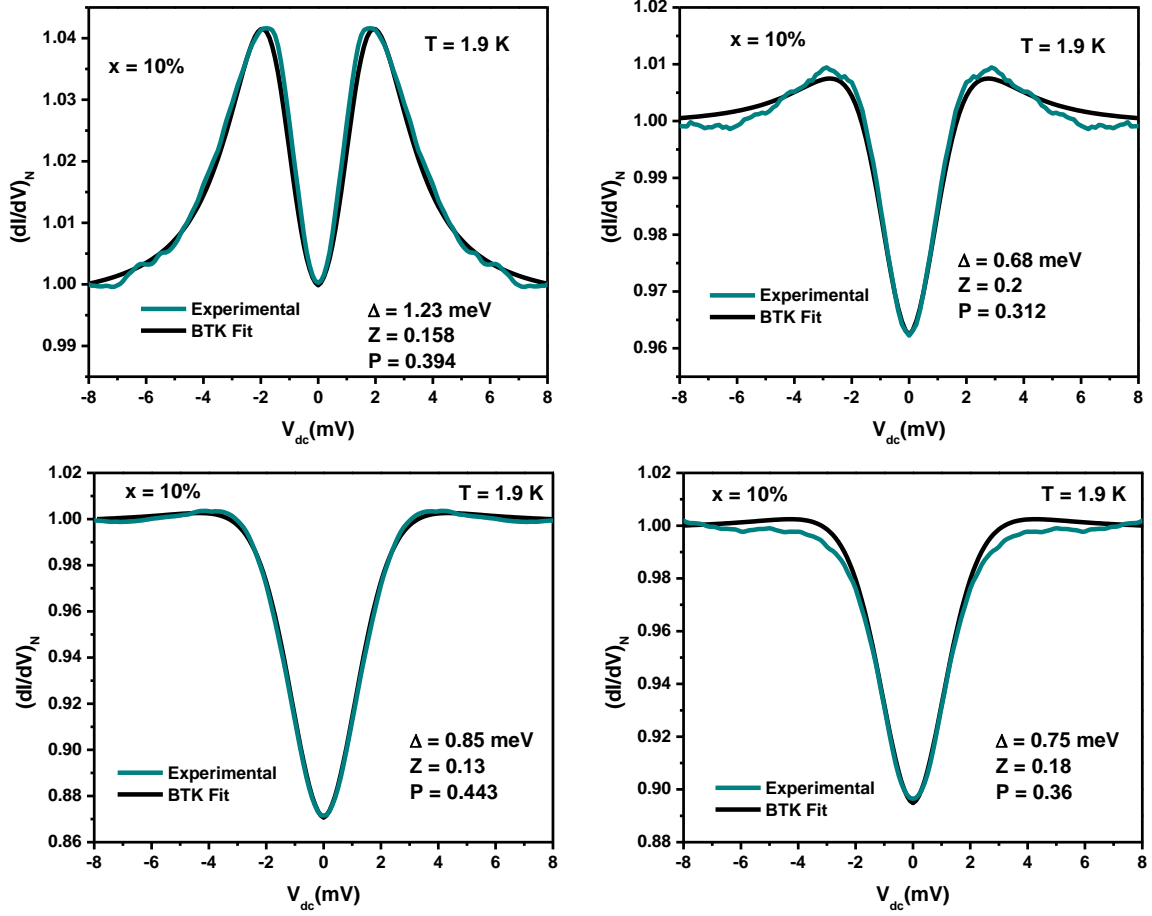 x = 10%
T = 1.9 K
1.04
1.03
1.02
1.01
1.00
0.99
(dI/dV)N
Experimental
BTK Fit
Δ = 1.23 meV
Z = 0.158
P = 0.394
-8 -6 -4 -2 0 2 4 6 8
Vdc(mV)
x = 10%
T = 1.9 K
1.02
1.01
1.00
0.99
0.98
0.97
0.96
(dI/dV)N
Experimental
BTK Fit
Δ = 0.68 meV
Z = 0.2
P = 0.312
-8 -6 -4 -2 0 2 4 6 8
Vdc(mV)
x = 10%
T = 1.9 K
1.02
1.00
0.98
0.96
0.94
0.92
0.90
0.88
0.86
(dI/dV)N
Experimental
BTK Fit
Δ = 0.85 meV
Z = 0.13
P = 0.443
-8 -6 -4 -2 0 2 4 6 8
Vdc(mV)
x = 10%
T = 1.9 K
1.02
1.00
0.98
0.96
0.94
0.92
0.90
0.88
(dI/dV)N
Experimental
BTK Fit
Δ = 0.75 meV
Z = 0.18
P = 0.36
-8 -6 -4 -2 0 2 4 6 8
Vdc(mV)